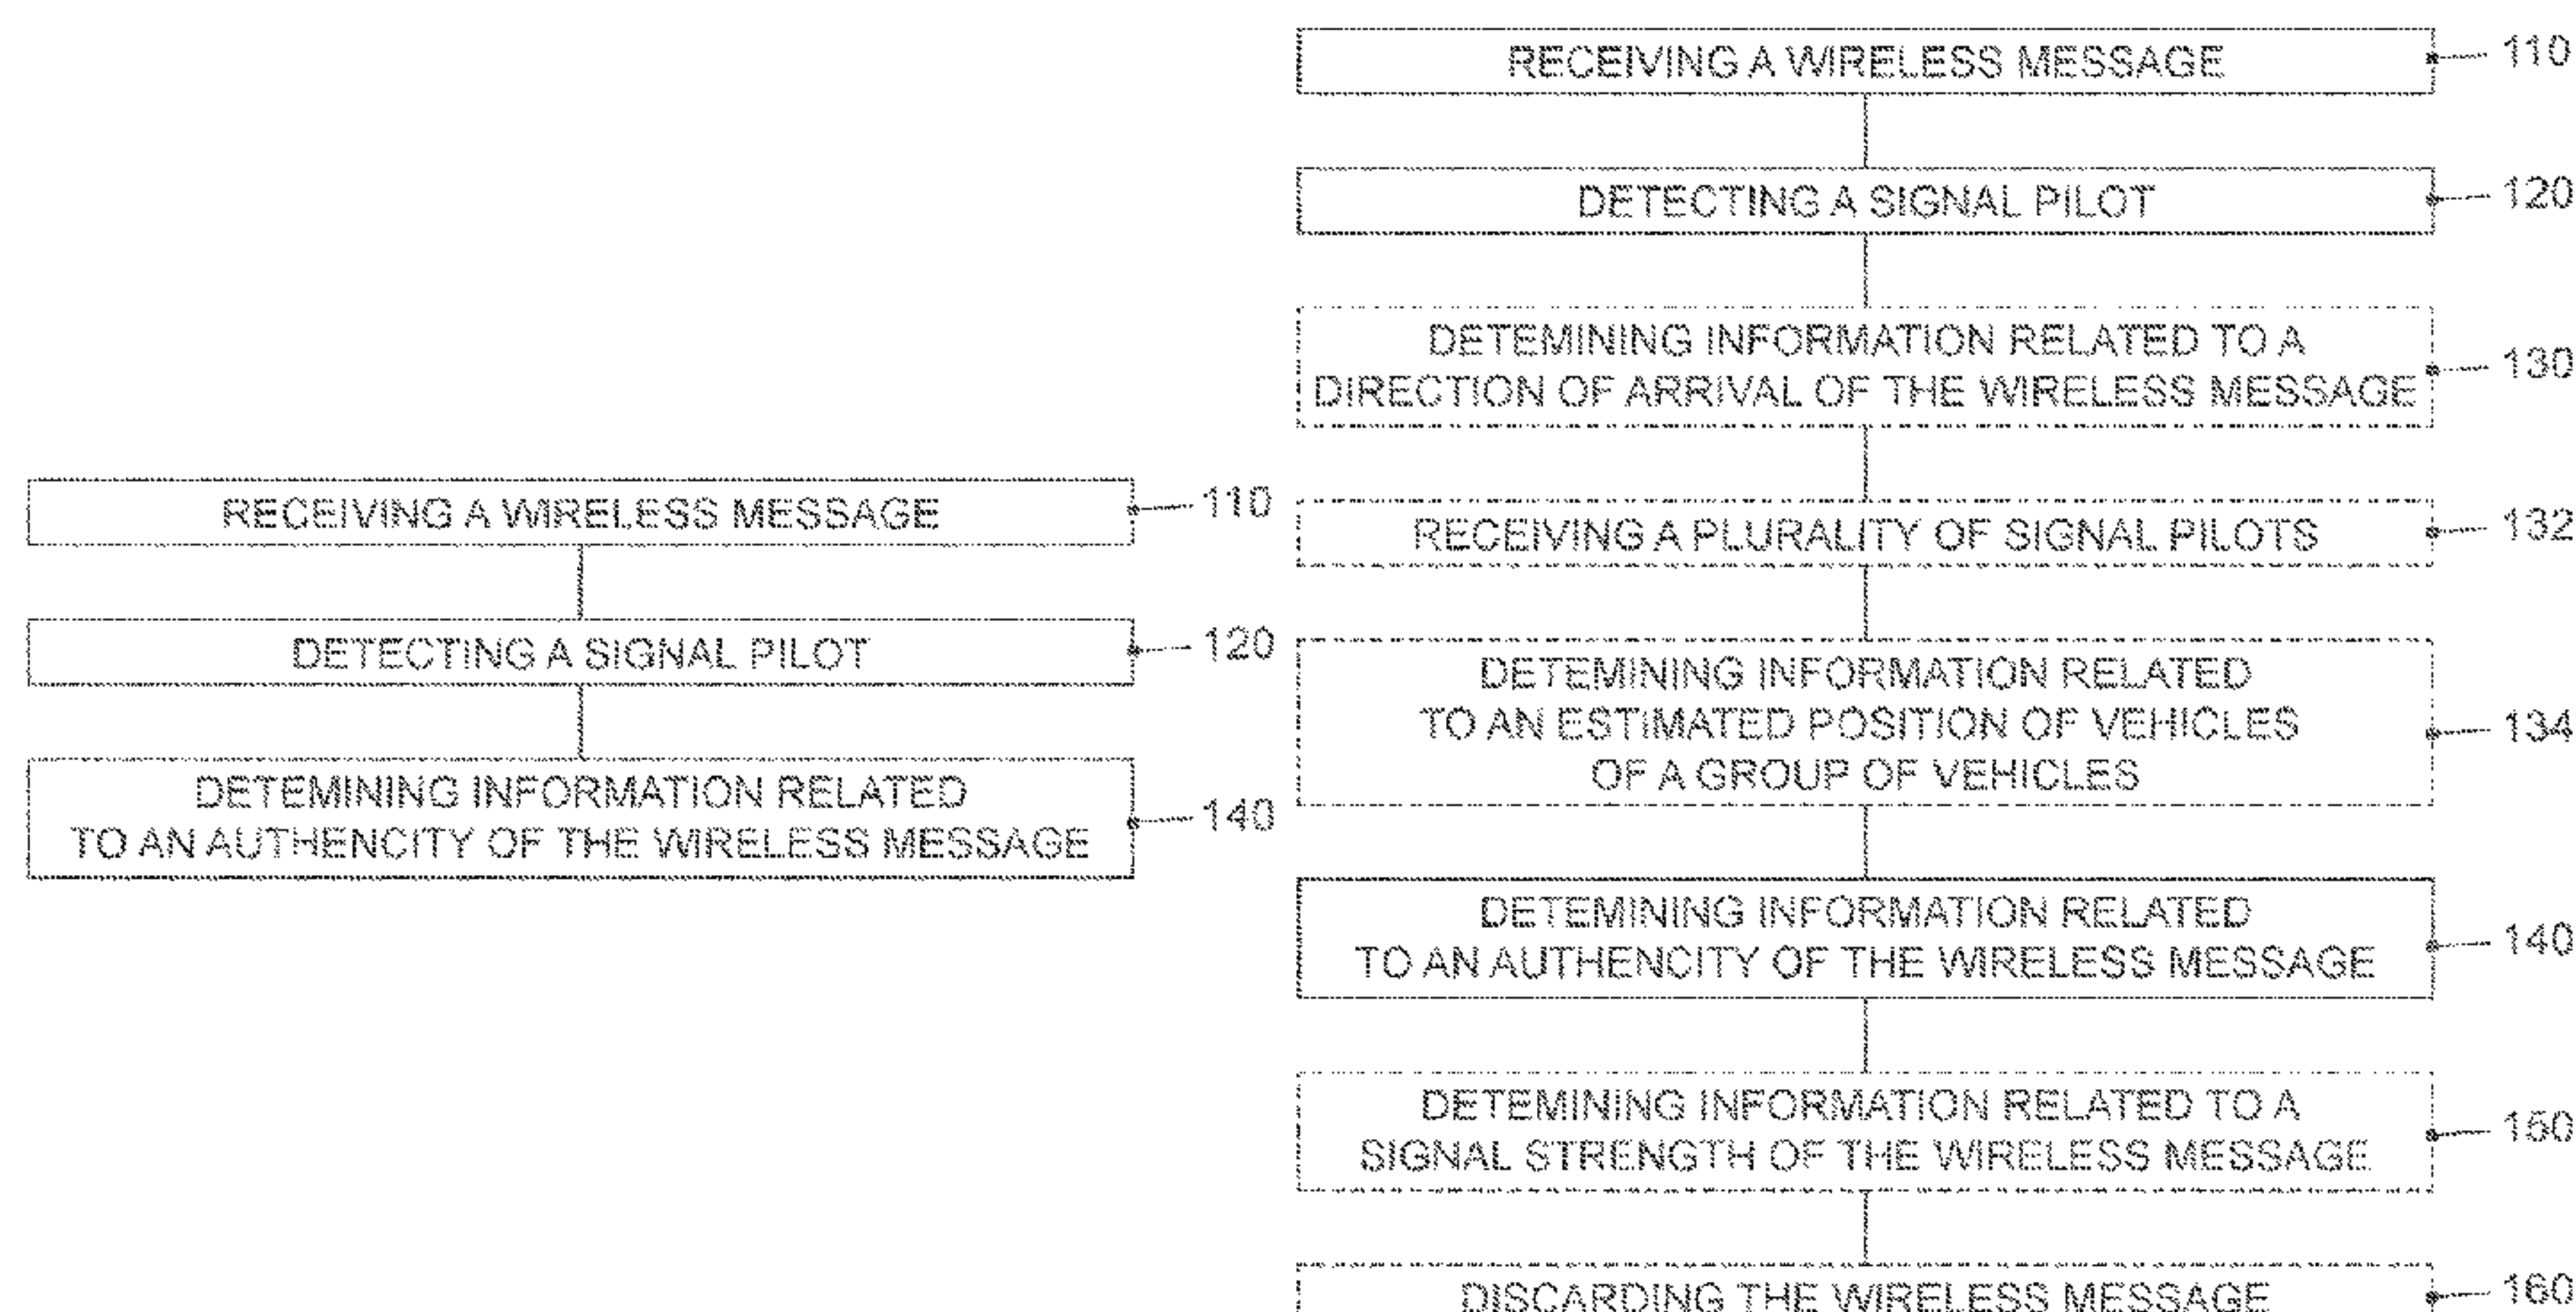 RECEIVING A WIRELESS MESSAGE
110
DETECTING A SIGNAL PILOT
120
DETEMINING INFORMATION RELATED
TO AN AUTHENCITY OF THE WIRELESS MESSAGE
140
RECEIVING A WIRELESS MESSAGE
110
DETECTING A SIGNAL PILOT
120
DETEMINING INFORMATION RELATED TO A
DIRECTION OF ARRIVAL OF THE WIRELESS MESSAGE
130
RECEIVING A PLURALITY OF SIGNAL PILOTS
132
DETEMINING INFORMATION RELATED
TO AN ESTIMATED POSITION OF VEHICLES
OF A GROUP OF VEHICLES
134
DETEMINING INFORMATION RELATED
TO AN AUTHENCITY OF THE WIRELESS MESSAGE
140
DETEMINING INFORMATION RELATED TO A
SIGNAL STRENGTH OF THE WIRELESS MESSAGE
150
DISCARDING THE WIRELESS MESSAGE
160